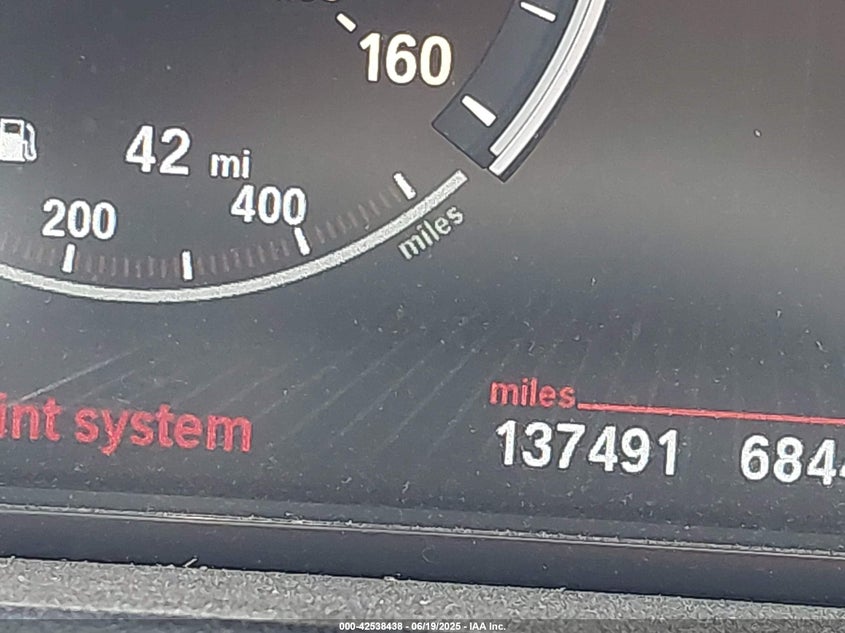 160
42 mi
200
400
miles
int system
miles
137491 684
000-42538438 - 06/19/2025 - IAA Inc.